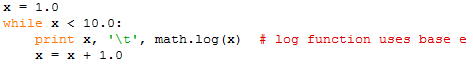 x = 1.0
while x < 10.0:
    print x, '\t', math.log(x)  # log function uses base e
    x = x + 1.0